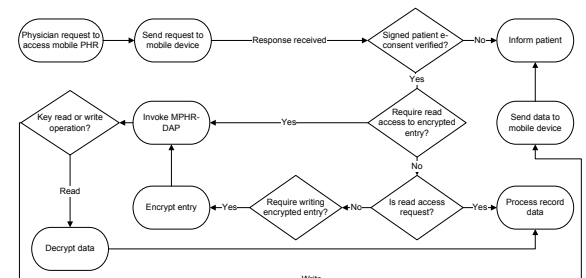 Physician request to
access mobile PHR
Send request to
mobile device
Response received
Signed patient e-
consent verified?
No
Inform patient
Yes
Key read or write
operation?
Invoke MPHR-
DAP
Yes
Require read
access to encrypted
entry?
Send data to
mobile device
No
Read
Encrypt entry
Yes
Require writing
encrypted entry?
No
Is read access
request?
Yes
Process record
data
Decrypt data
Write